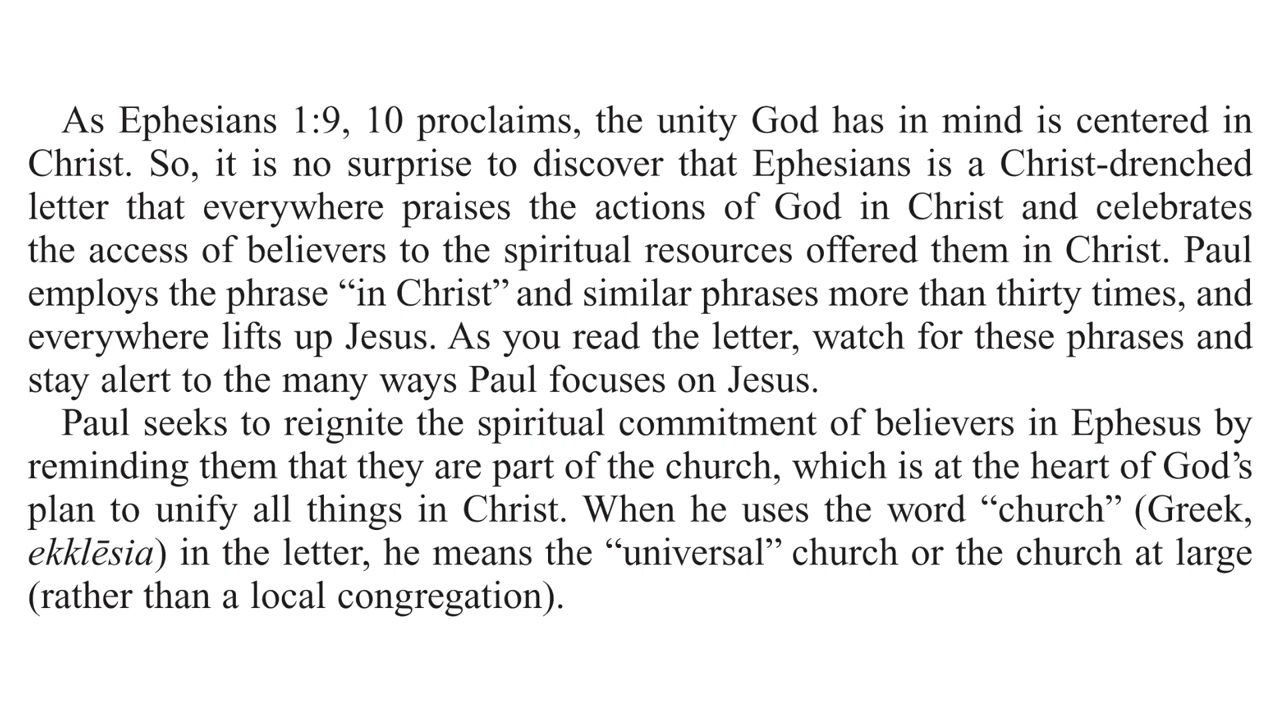 As Ephesians 1:9, 10 proclaims, the unity God has in mind is centered in
Christ. So, it is no surprise to discover that Ephesians is a Christ-drenched
letter that everywhere praises the actions of God in Christ and celebrates
the access of believers to the spiritual resources offered them in Christ. Paul
employs the phrase “in Christ” and similar phrases more than thirty times, and
everywhere lifts up Jesus. As you read the letter, watch for these phrases and
stay alert to the many ways Paul focuses on Jesus.
Paul seeks to reignite the spiritual commitment of believers in Ephesus by
reminding them that they are part of the church, which is at the heart of God’s
plan to unify all things in Christ. When he uses the word “church” (Greek,
ekklēsia) in the letter, he means the “universal” church or the church at large
(rather than a local congregation).